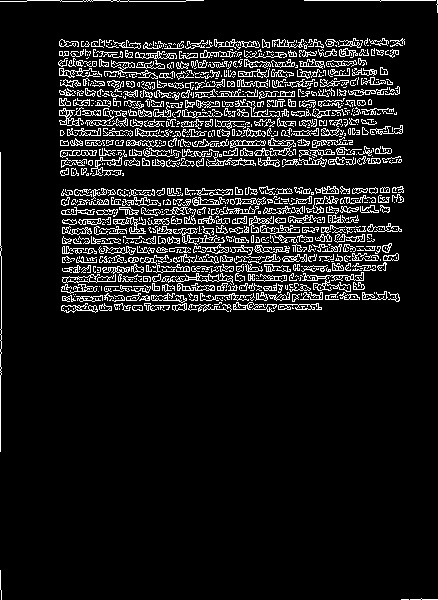 Born to middle-class Ashkenazi Jewish immigrants in Philadelphia, Chomsky developed
an early interest in anarchism from alternative bookstores in New York City. At the age
of sixteen he began studies at the University of Pennsylvania, taking courses in
linguistics, mathematics, and philosophy. He married fellow linguist Carol Schatz in
1949. From 1951 to 1955 he was appointed to Harvard University's Society of Fellows,
where he developed the theory of transformational grammar for which he was awarded
his doctorate in 1955. That year he began teaching at MIT, in 1957 emerging as a
significant figure in the field of linguistics for his landmark work Syntactic Structures,
which remodeled the scientific study of language, while from 1958 to 1959 he was
a National Science Foundation fellow at the Institute for Advanced Study. He is credited
as the creator or co-creator of the universal grammar theory, the generative
grammar theory, the Chomsky hierarchy, and the minimalist program. Chomsky also
played a pivotal role in the decline of behaviorism, being particularly critical of the work
of B. F. Skinner.
An outspoken opponent of U.S. involvement in the Vietnam War, which he saw as an act
of American imperialism, in 1967 Chomsky attracted widespread public attention for his
anti-war essay "The Responsibility of Intellectuals". Associated with the New Left, he
was arrested multiple times for his activism and placed on President Richard
Nixon's Enemies List. While expanding his work in linguistics over subsequent decades,
he also became involved in the Linguistics Wars. In collaboration with Edward S.
Herman, Chomsky later co-wrote Manufacturing Consent: The Political Economy of
the Mass Media, an analysis articulating the propaganda model of media criticism, and
worked to expose the Indonesian occupation of East Timor. However, his defense of
unconditional freedom of speech—including for Holocaust denial—generated
significant controversy in the Faurisson affair of the early 1980s. Following his
retirement from active teaching, he has continued his vocal political activism, including
opposing the War on Terror and supporting the Occupy movement.